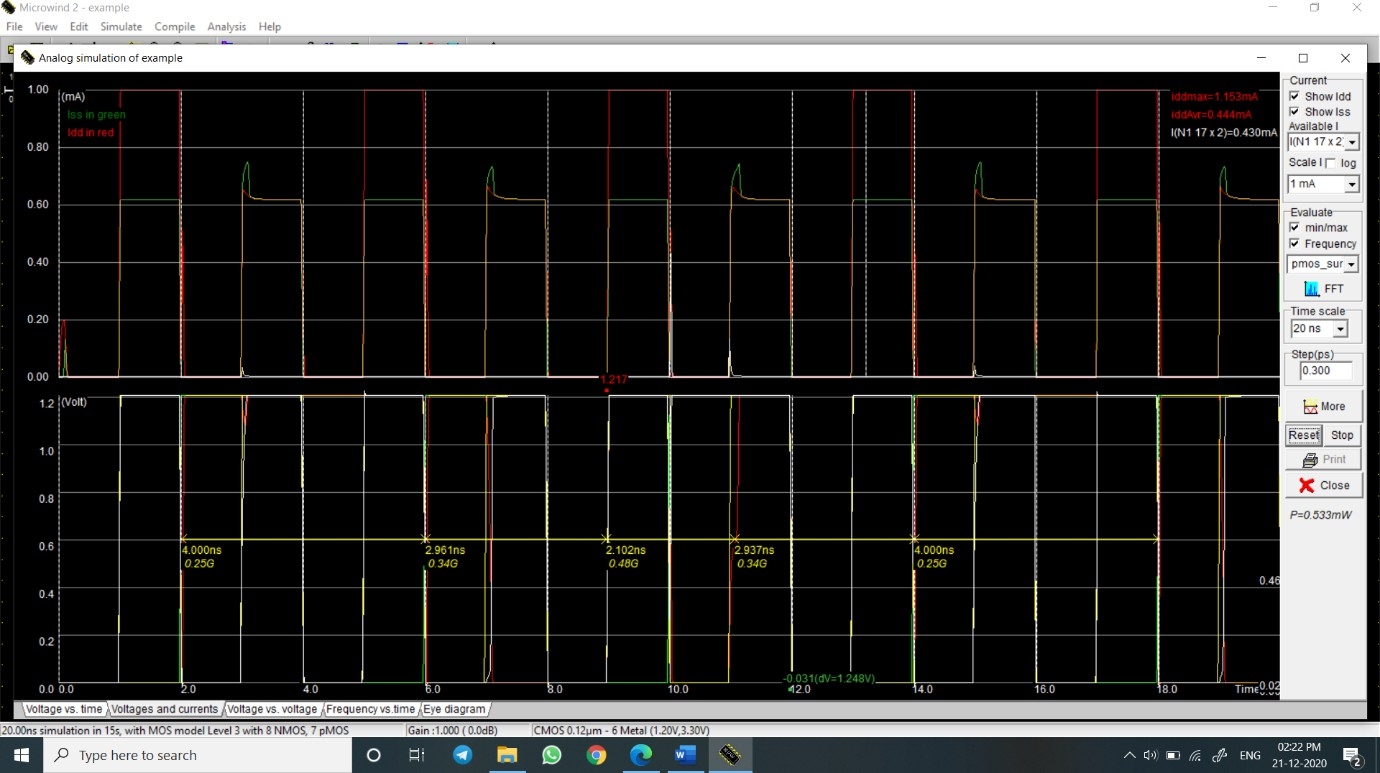 Microwind 2 - example
File View Edit Simulate Compile Analysis Help
Analog simulation of example
1.00 (mA)
Iss in green
Idd in red
0.80
0.60
0.40
0.20
0.00
iddmax=1.153mA
iddAvr=0.444mA
I(N1 17 x 2)=0.430mA
1.217
1.2 (Volt)
1.0
0.8
0.6
0.4
0.2
0.0
4.000ns 2.961ns 2.102ns 2.937ns 4.000ns
0.25G 0.34G 0.48G 0.34G 0.25G
0.46
-0.031(dV=1.248V)
0.0 2.0 4.0 6.0 8.0 10.0 12.0 14.0 16.0 18.0 Time
0.02
Current
Show Idd
Show Iss
Available I
I(N1 17 x 2)
Scale I log
1 mA
Evaluate
min/max
Frequency
pmos_sur
FFT
Time scale
20 ns
Step(ps)
0.300
More
Reset Stop
Print
Close
P=0.533mW
Voltage vs. time Voltages and currents Voltage vs. voltage Frequency vs.time Eye diagram
20.00ns simulation in 15s, with MOS model Level 3 with 8 NMOS, 7 pMOS Gain :1.000 ( 0.0dB) CMOS 0.12µm - 6 Metal (1.20V,3.30V)
Type here to search
ENG
02:22 PM
21-12-2020
2